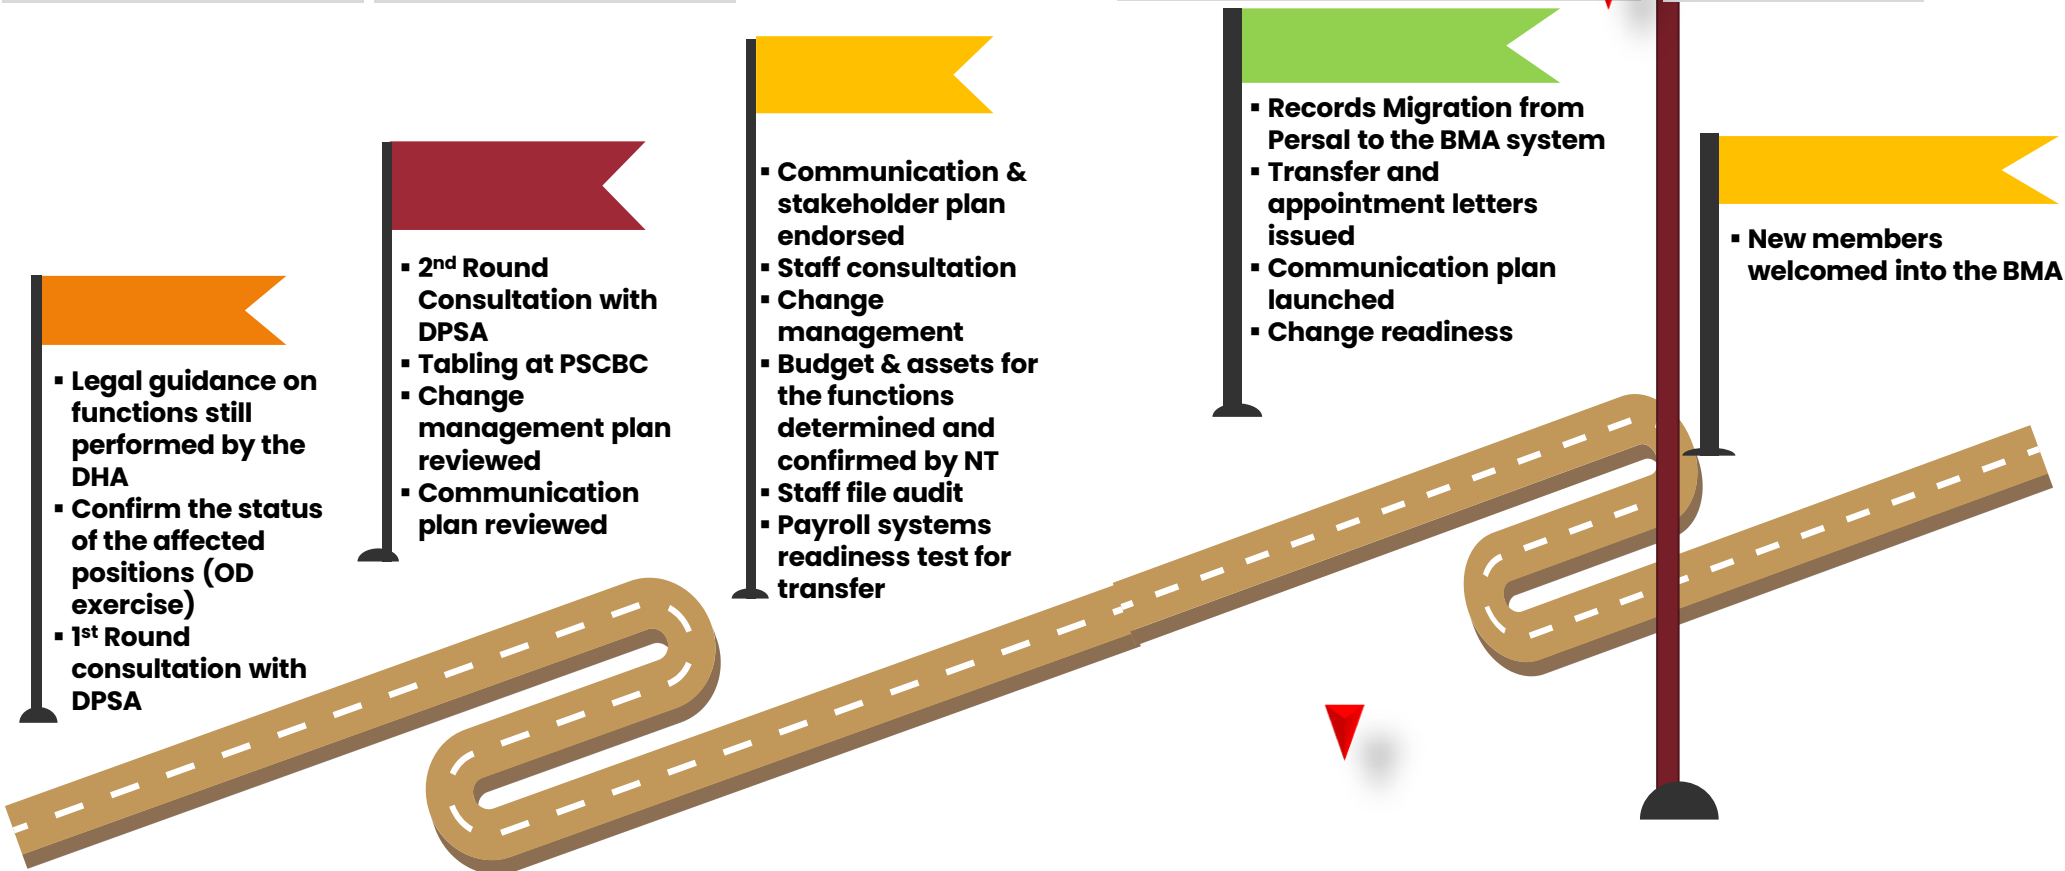 ▪ Legal guidance on
functions still
performed by the
DHA
▪ Confirm the status
of the affected
positions (OD
exercise)
▪ 1st Round
consultation with
DPSA
▪ 2nd Round
Consultation with
DPSA
▪ Tabling at PSCBC
▪ Change
management plan
reviewed
▪ Communication
plan reviewed
▪ Communication &
stakeholder plan
endorsed
▪ Staff consultation
▪ Change
management
▪ Budget & assets for
the functions
determined and
confirmed by NT
▪ Staff file audit
▪ Payroll systems
readiness test for
transfer
▪ Records Migration from
Persal to the BMA system
▪ Transfer and
appointment letters
issued
▪ Communication plan
launched
▪ Change readiness
▪ New members
welcomed into the BMA